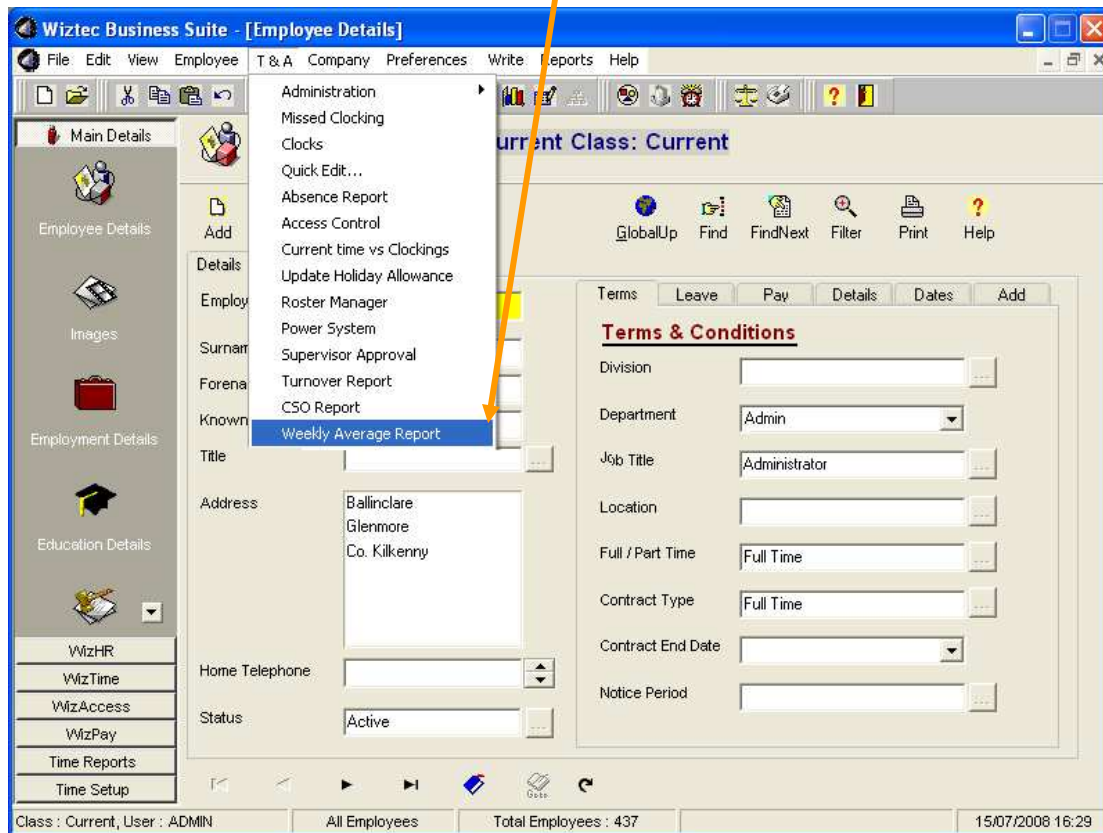 Wiztec Business Suite - [Employee Details]
File Edit View Employee T & A Company Preferences Write Reports Help
Main Details
Employee Details
Images
Employment Details
Education Details
WizHR
WizTime
WizAccess
WizPay
Time Reports
Time Setup
Administration
Missed Clocking
Clocks
Quick Edit...
Absence Report
Access Control
Current time vs Clockings
Update Holiday Allowance
Roster Manager
Power System
Supervisor Approval
Turnover Report
CSO Report
Weekly Average Report
urrent Class: Current
Add GlobalUp Find FindNext Filter Print Help
Details
Employ
Surnam
Forena
Known
Title
Address
Ballinclare
Glenmore
Co. Kilkenny
Home Telephone
Status Active
Terms Leave Pay Details Dates Add
Terms & Conditions
Division
Department Admin
Job Title Administrator
Location
Full / Part Time Full Time
Contract Type Full Time
Contract End Date
Notice Period
Goto
Class : Current, User : ADMIN All Employees Total Employees : 437 15/07/2008 16:29